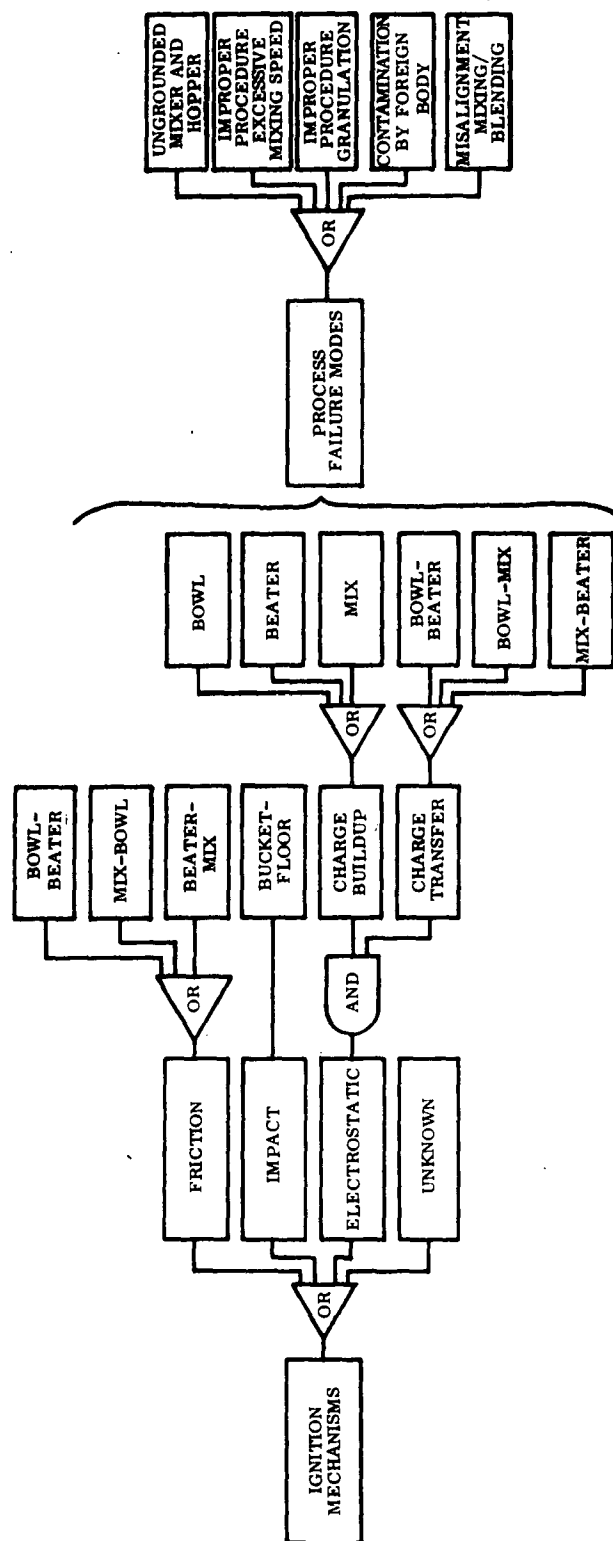 IGNITION
MECHANISMS
OR
FRICTION
IMPACT
ELECTROSTATIC
UNKNOWN
OR
AND
BOWL-
BEATER
MIX-BOWL
BEATER-
MIX
BUCKET-
FLOOR
CHARGE
BUILDUP
CHARGE
TRANSFER
OR
OR
BOWL
BEATER
MIX
BOWL-
BEATER
BOWL-MIX
MIX-BEATER
PROCESS
FAILURE MODES
OR
UNGROUNDED
MIXER AND
HOPPER
IMPROPER
PROCEDURE
EXCESSIVE
MIXING SPEED
IMPROPER
PROCEDURE
GRANULATION
CONTAMINATION
BY FOREIGN
BODY
MISALIGNMENT
MIXING/
BLENDING